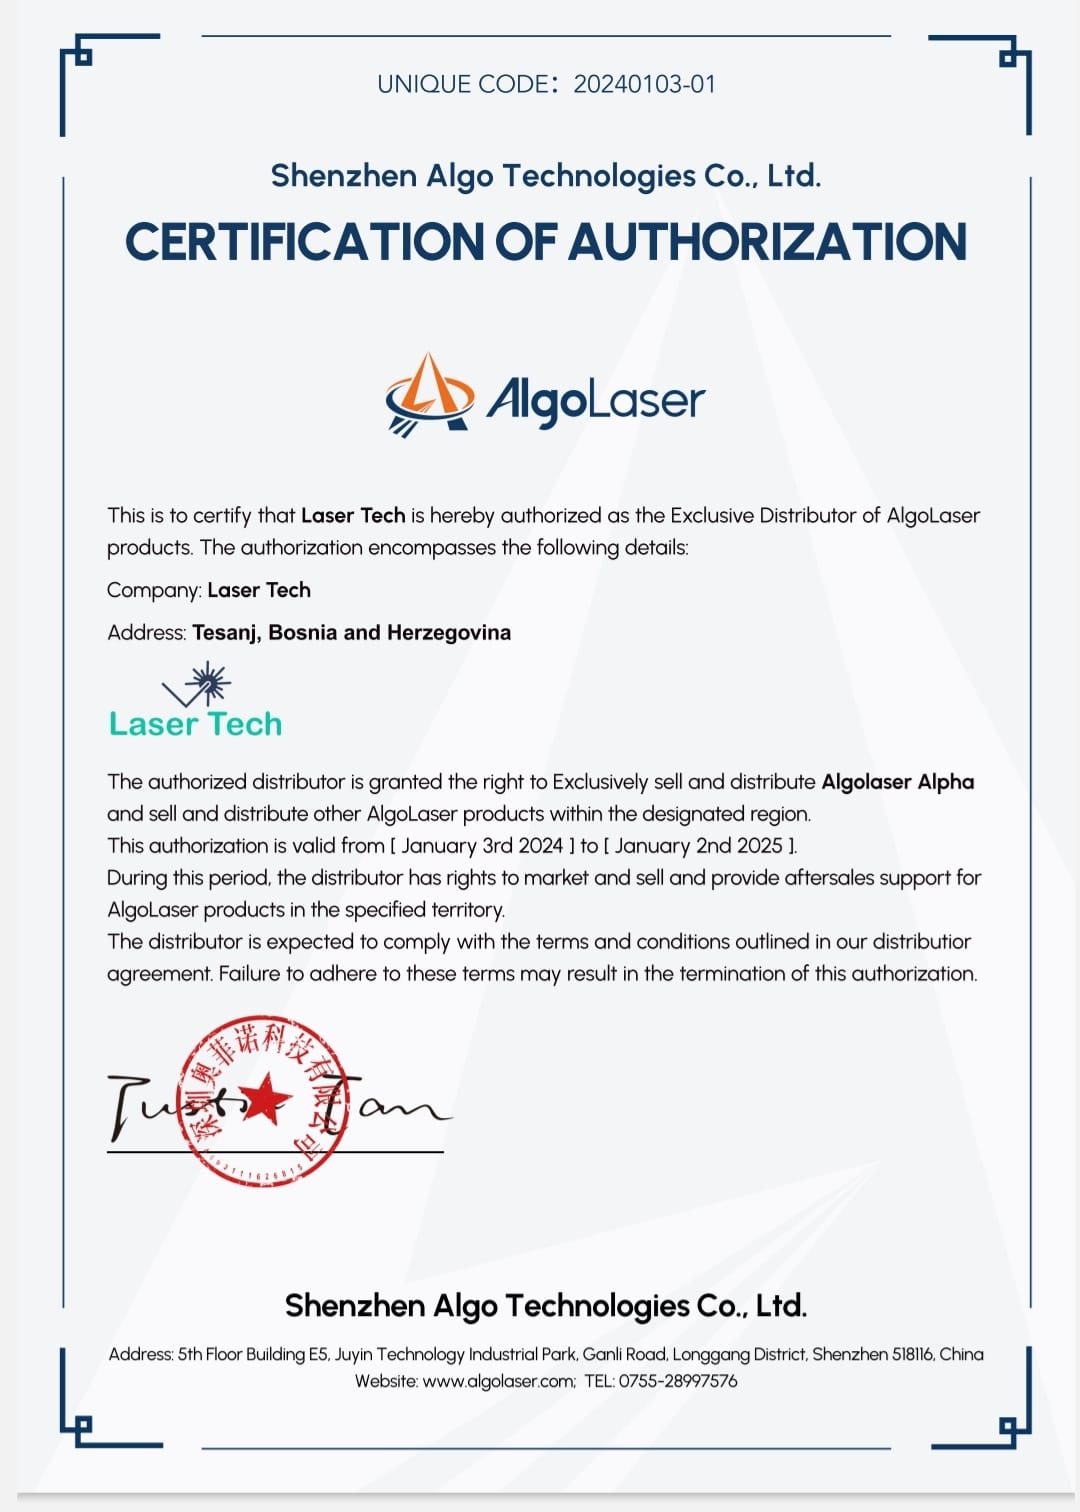 UNIQUE CODE：20240103-01
Shenzhen Algo Technologies Co., Ltd.
CERTIFICATION OF AUTHORIZATION
AlgoLaser
This is to certify that Laser Tech is hereby authorized as the Exclusive Distributor of AlgoLaser
products. The authorization encompasses the following details:
Company: Laser Tech
Address: Tesanj, Bosnia and Herzegovina
Laser Tech
The authorized distributor is granted the right to Exclusively sell and distribute Algolaser Alpha
and sell and distribute other AlgoLaser products within the designated region.
This authorization is valid from [ January 3rd 2024 ] to [ January 2nd 2025 ].
During this period, the distributor has rights to market and sell and provide aftersales support for
AlgoLaser products in the specified territory.
The distributor is expected to comply with the terms and conditions outlined in our distributior
agreement. Failure to adhere to these terms may result in the termination of this authorization.
深圳奥菲诺科技有限公司
Tan
Shenzhen Algo Technologies Co., Ltd.
Address: 5th Floor Building E5, Juyin Technology Industrial Park, Ganli Road, Longgang District, Shenzhen 518116, China
Website: www.algolaser.com; TEL: 0755-28997576